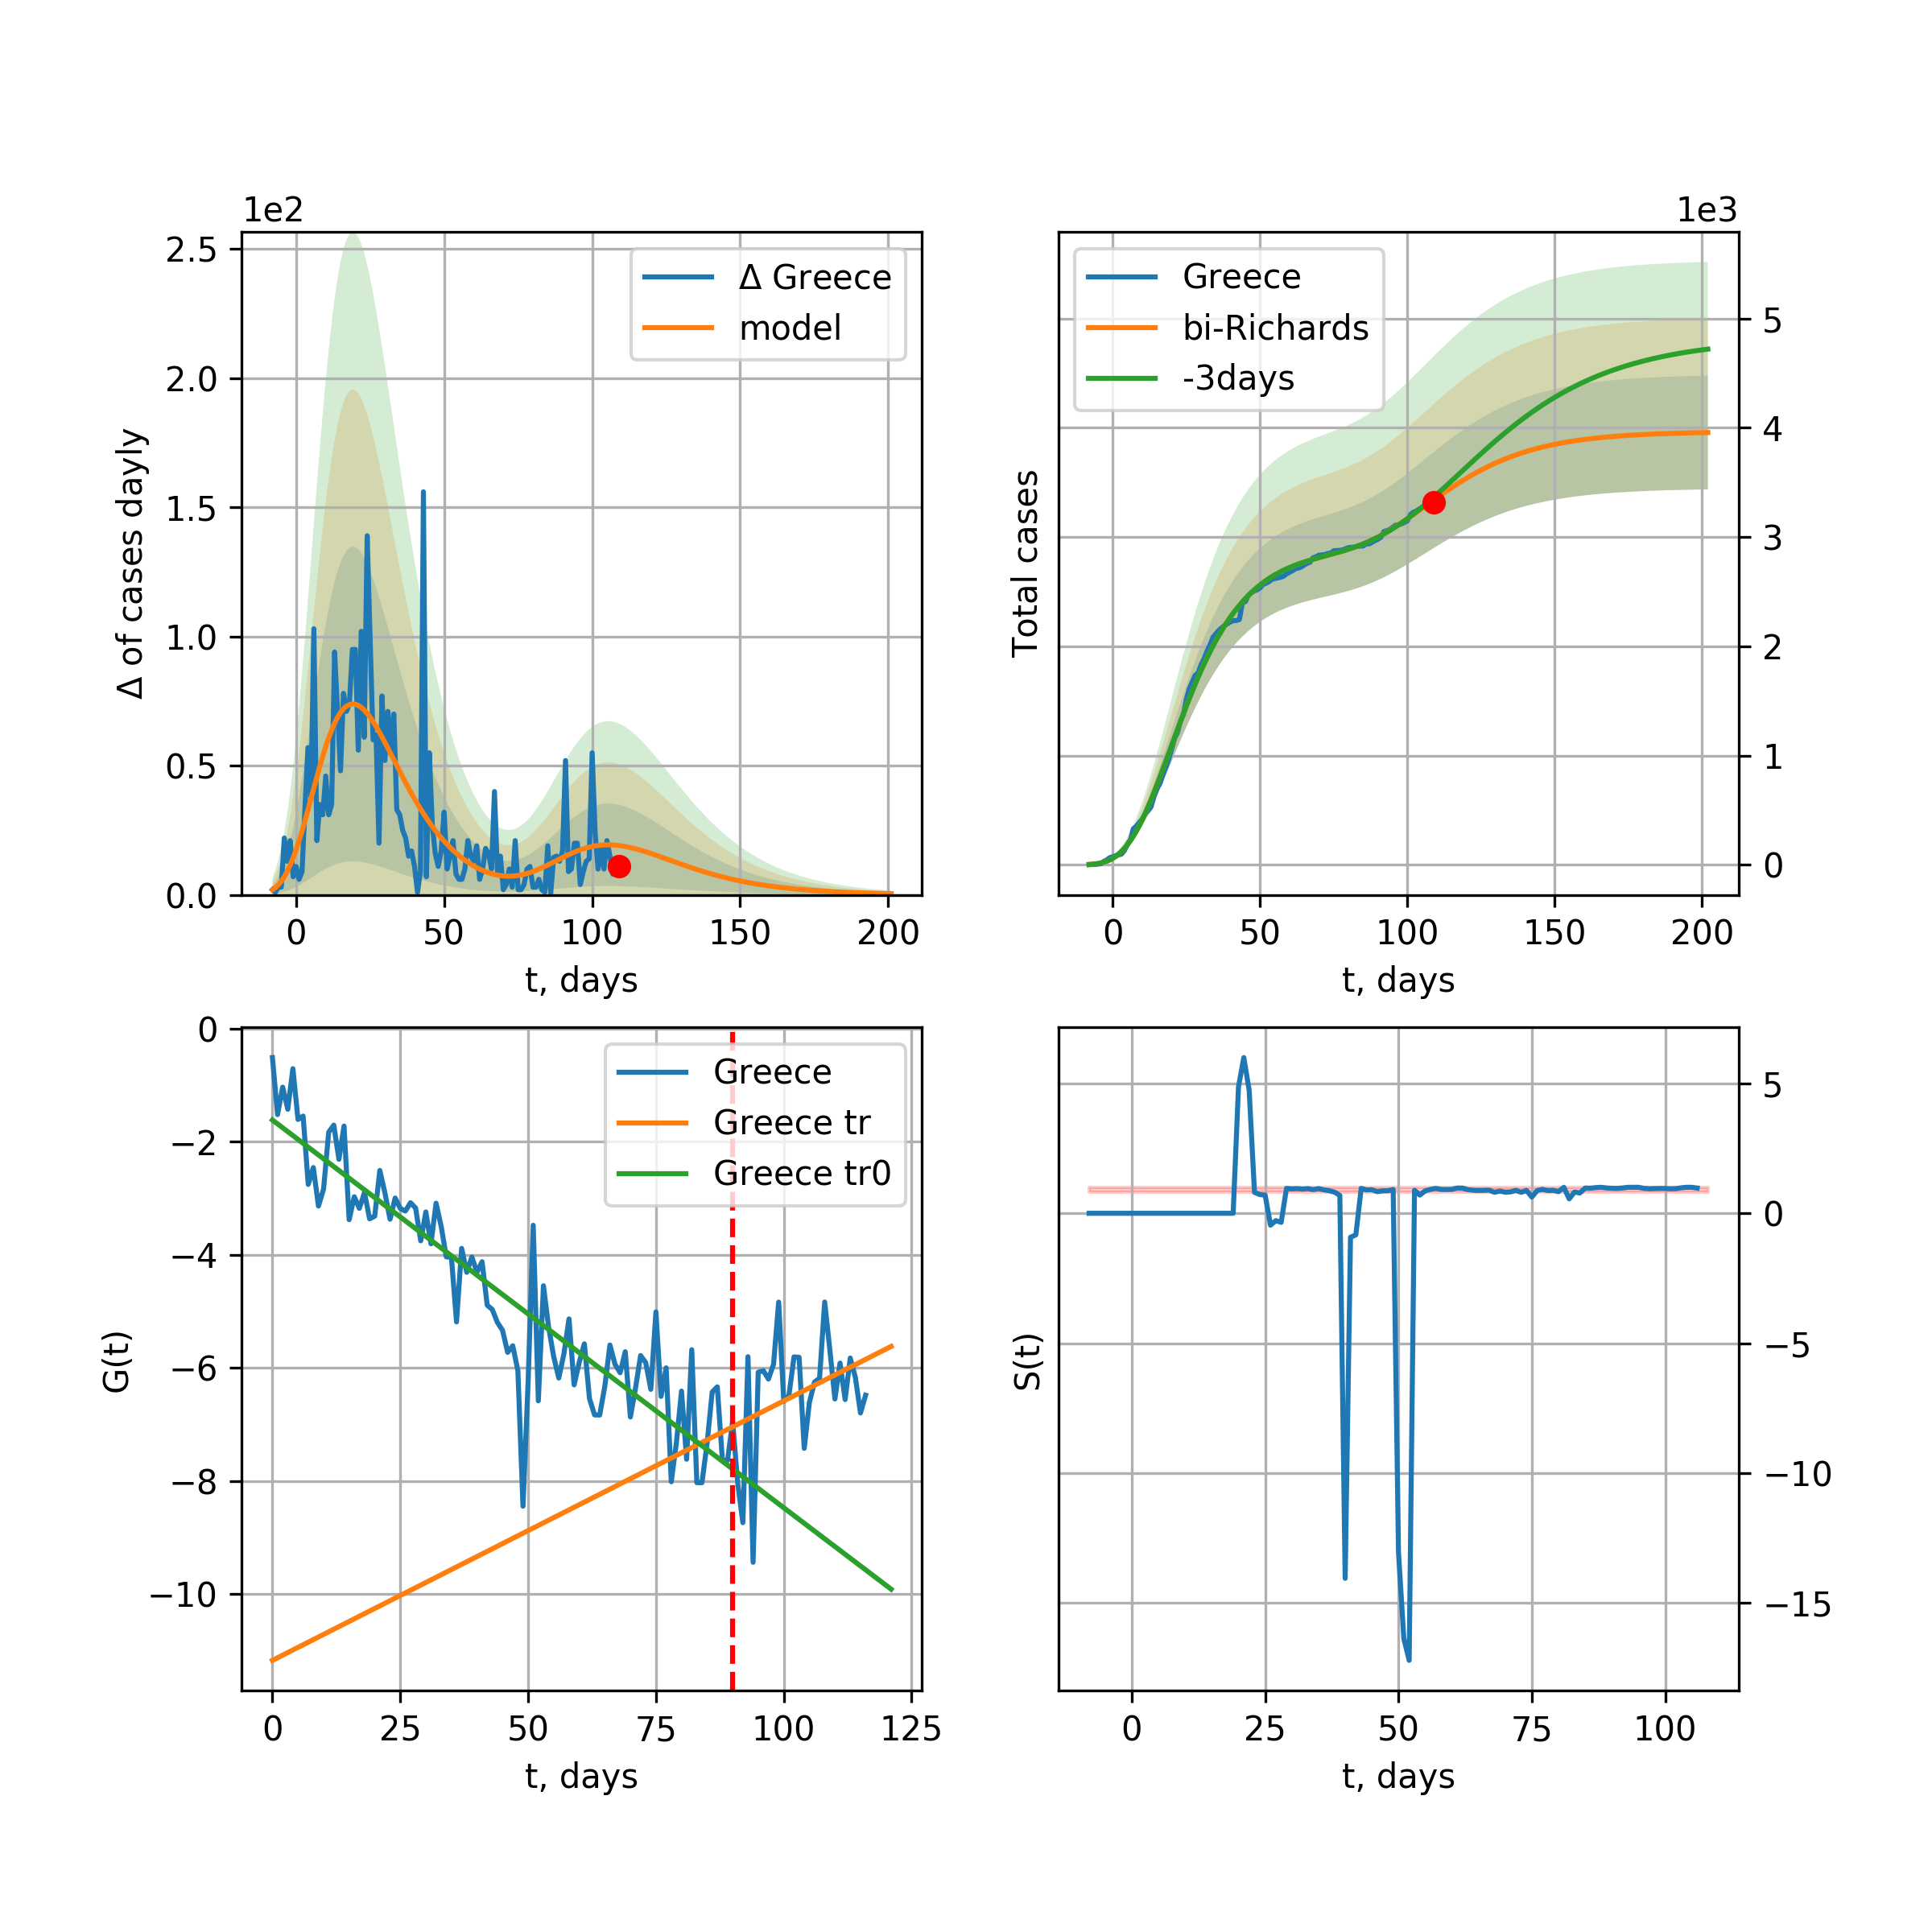 1e2
2.5
2.0
1.5
1.0
0.5
0.0
Δ of cases dayly
Δ Greece
model
0 50 100 150 200
t, days
1e3
Greece
bi-Richards
-3days
Total cases
5
4
3
2
1
0
0 50 100 150 200
t, days
0
−2
−4
−6
−8
−10
G(t)
Greece
Greece tr
Greece tr0
0 25 50 75 100 125
t, days
S(t)
5
0
−5
−10
−15
0 25 50 75 100
t, days